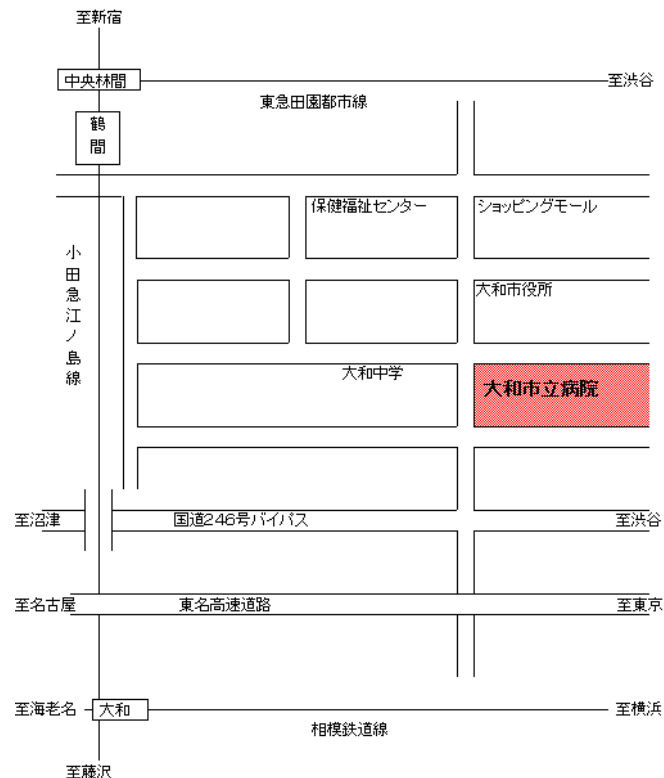 至新宿
中央林間
至渋谷
東急田園都市線
鶴間
保健福祉センター
ショッピングモール
小田急江ノ島線
大和市役所
大和中学
大和市立病院
至沼津
国道246号バイパス
至渋谷
至名古屋
東名高速道路
至東京
至海老名
大和
至横浜
相模鉄道線
至藤沢